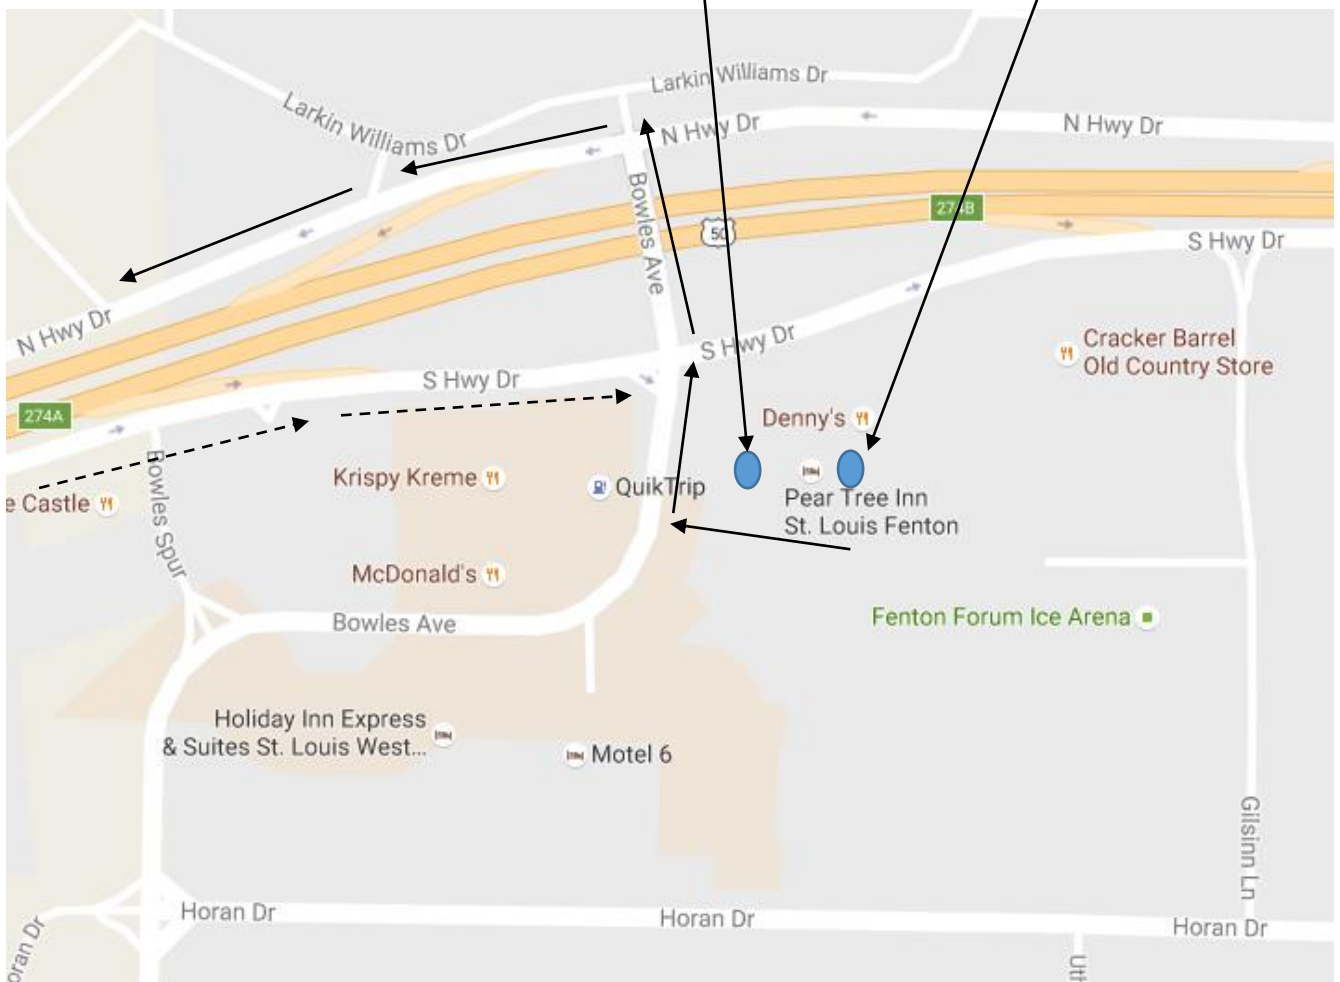 Larkin Williams Dr
Larkin Williams Dr
N Hwy Dr
N Hwy Dr
Bowles Ave
274B
50
S Hwy Dr
N Hwy Dr
S Hwy Dr
Cracker Barrel
Old Country Store
S Hwy Dr
274A
Denny's
Krispy Kreme
QuikTrip
Pear Tree Inn
St. Louis Fenton
e Castle
Bowles Spur
McDonald's
Bowles Ave
Fenton Forum Ice Arena
Holiday Inn Express
& Suites St. Louis West...
Motel 6
Gilsinn Ln
Horan Dr
Horan Dr
Horan Dr
oran Dr
Utt